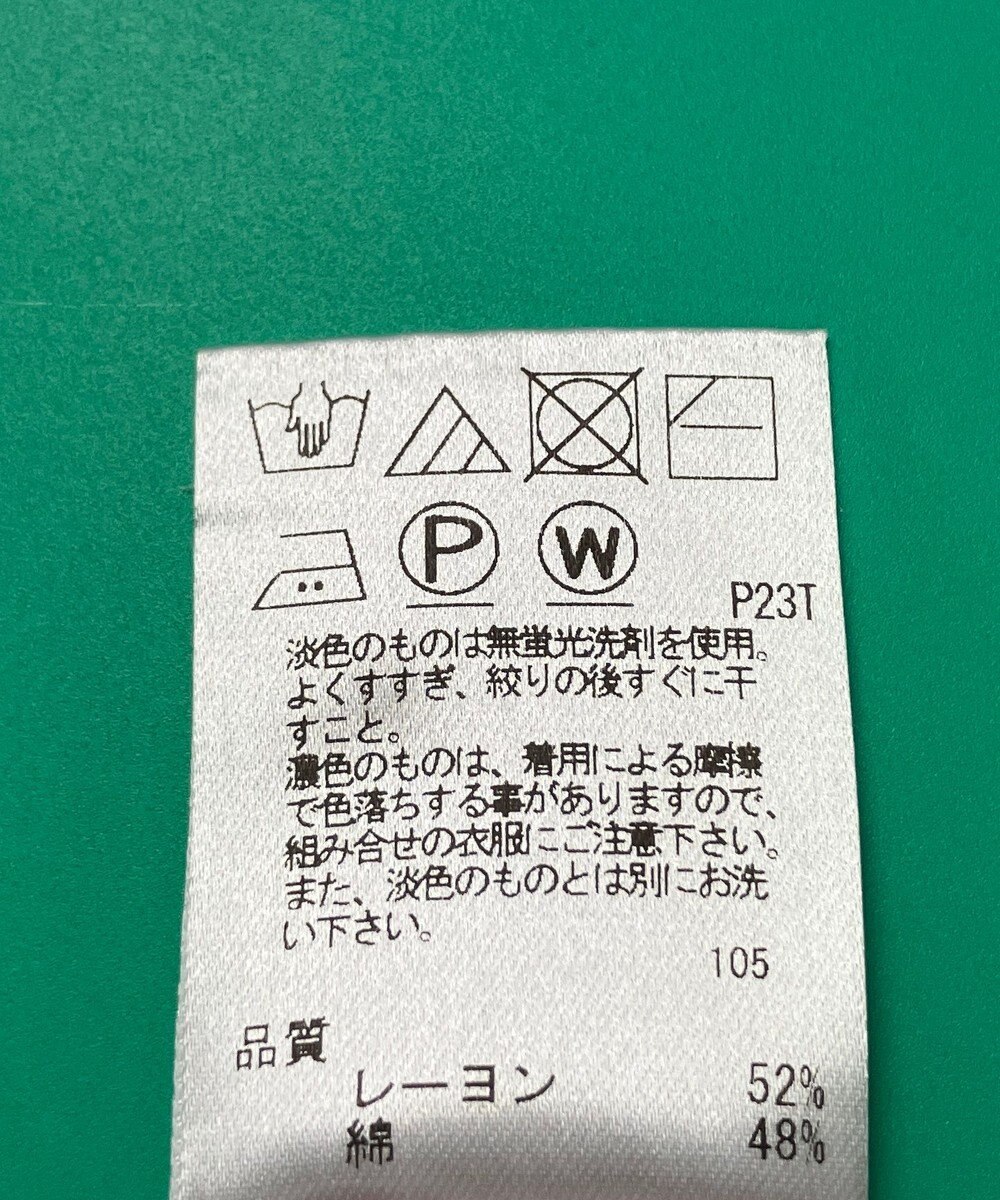 P W
P23T
淡色のものは無蛍光洗剤を使用。
よくすすぎ、絞りの後すぐに干
すこと。
濃色のものは、着用による摩擦
で色落ちする事がありますので、
組み合せの衣服にご注意下さい。
また、淡色のものとは別にお洗
い下さい。
105
品質
レーヨン 52%
綿 48%